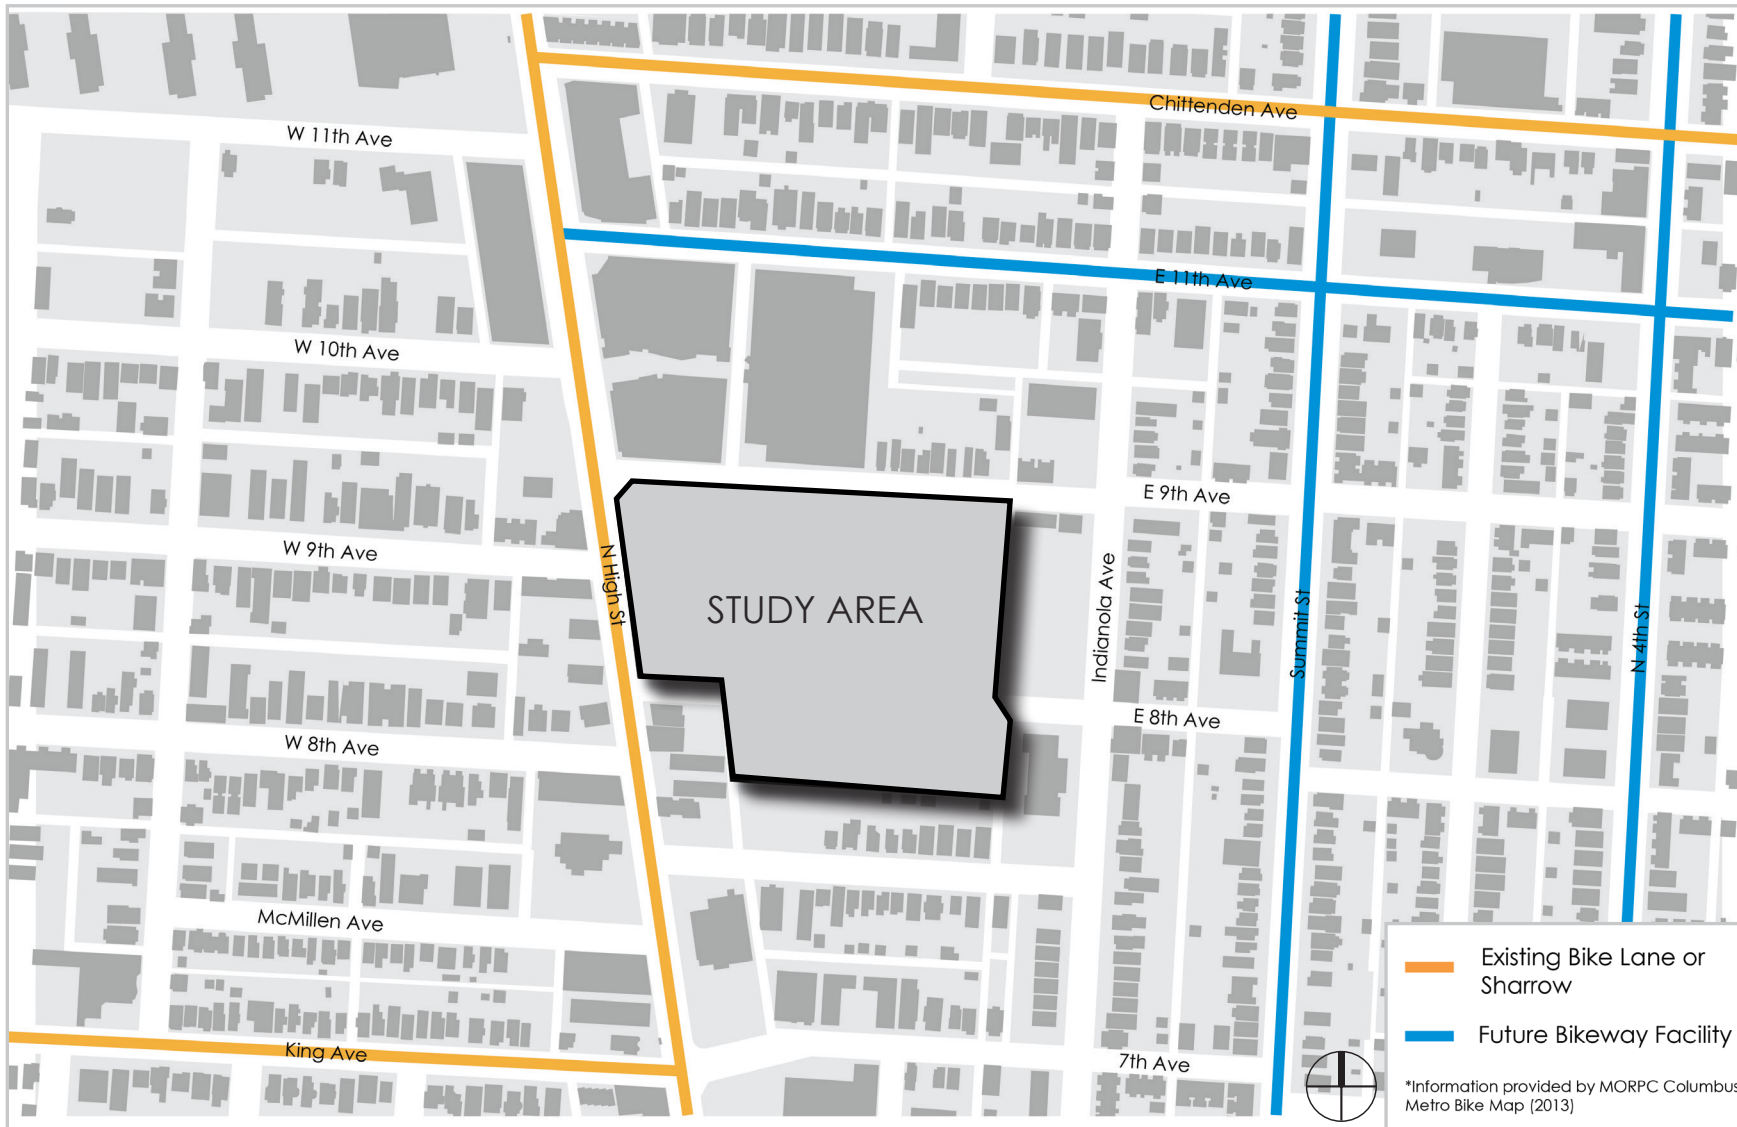 Chittenden Ave
W 11th Ave
E 11th Ave
W 10th Ave
E 9th Ave
W 9th Ave
N High St
STUDY AREA
Indianola Ave
Summit St
N 4th St
E 8th Ave
W 8th Ave
McMillen Ave
King Ave
7th Ave
Existing Bike Lane or
Sharrow
Future Bikeway Facility
*Information provided by MORPC Columbus
Metro Bike Map (2013)